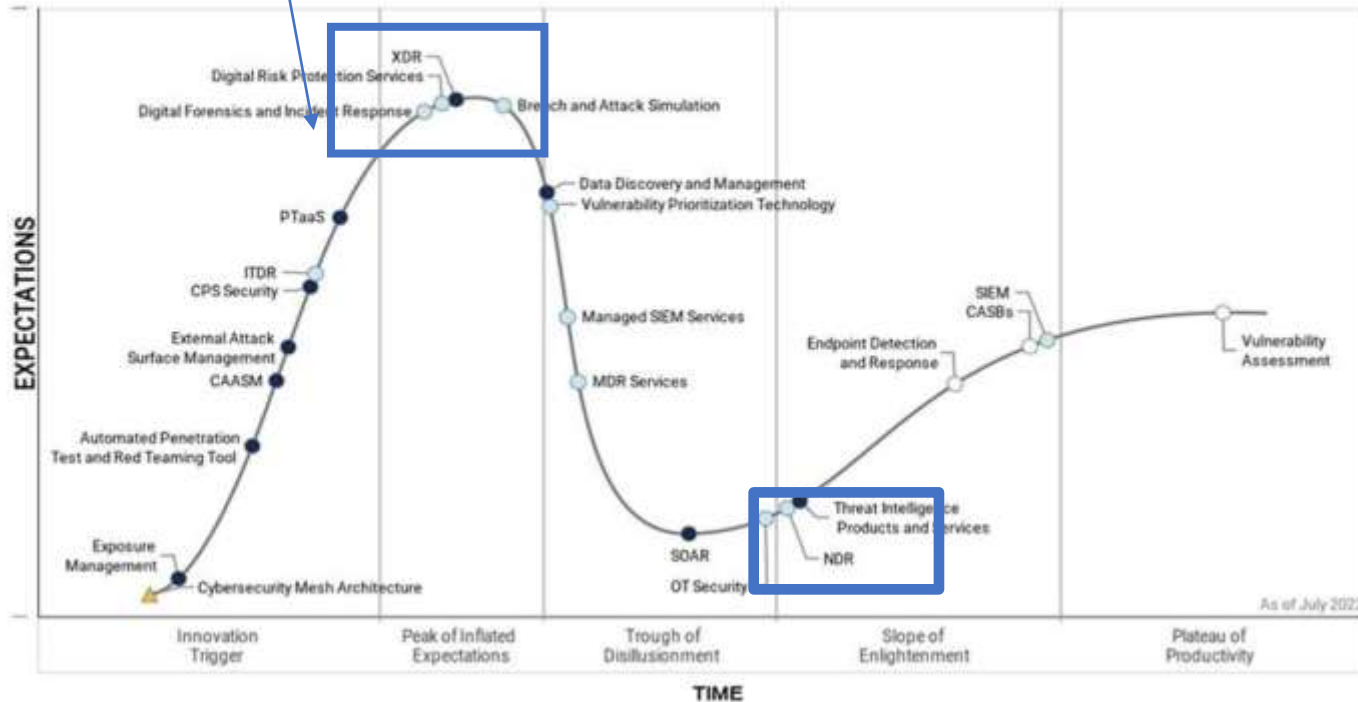 XDR
Digital Risk Protection Services
Digital Forensics and Incident Response
Breach and Attack Simulation
Data Discovery and Management
Vulnerability Prioritization Technology
PTaaS
ITDR
CPS Security
External Attack
Surface Management
CAASM
Automated Penetration
Test and Red Teaming Tool
Exposure
Management
Cybersecurity Mesh Architecture
Managed SIEM Services
MDR Services
SOAR
OT Security
NDR
Threat Intelligence
Products and Services
Endpoint Detection
and Response
SIEM
CASBs
Vulnerability
Assessment
EXPECTATIONS
As of July 2022
Innovation
Trigger
Peak of Inflated
Expectations
Trough of
Disillusionment
Slope of
Enlightenment
Plateau of
Productivity
TIME